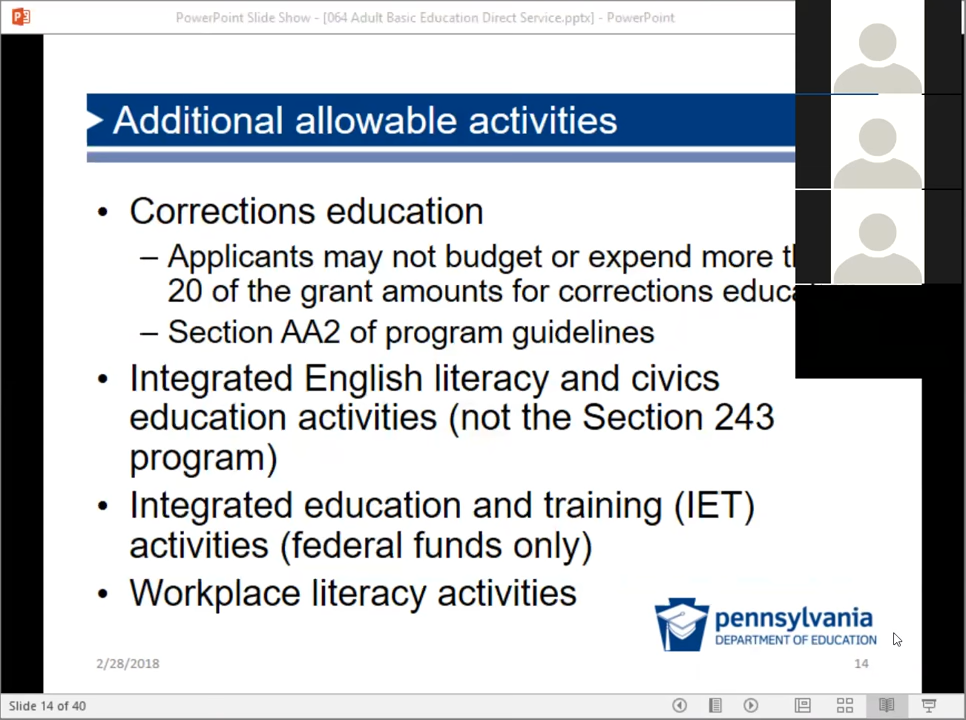 PowerPoint Slide Show - [064 Adult Basic Education Direct Service.pptx] - PowerPoint
Additional allowable activities
• Corrections education
– Applicants may not budget or expend more
20 of the grant amounts for corrections
– Section AA2 of program guidelines
• Integrated English literacy and civics
education activities (not the Section 243
program)
• Integrated education and training (IET)
activities (federal funds only)
• Workplace literacy activities
pennsylvania
DEPARTMENT OF EDUCATION
2/28/2018
14
Slide 14 of 40